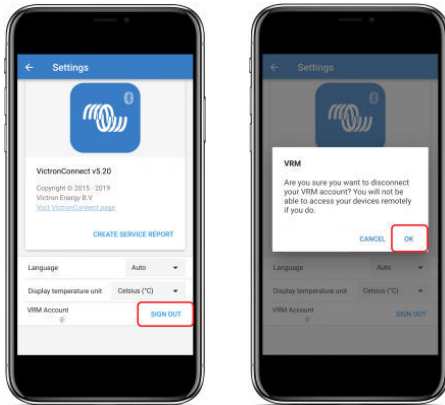 Settings
VictronConnect v5.20
Copyright © 2015 - 2019
Victron Energy B.V
Visit VictronConnect page
CREATE SERVICE REPORT
Language Auto
Display temperature unit Celsius (°C)
VRM Account SIGN OUT
Settings
VRM
Are you sure you want to disconnect
your VRM account? You will not be
able to access your devices remotely
if you do.
CANCEL OK
Language Auto
Display temperature unit Celsius (°C)
VRM Account SIGN OUT